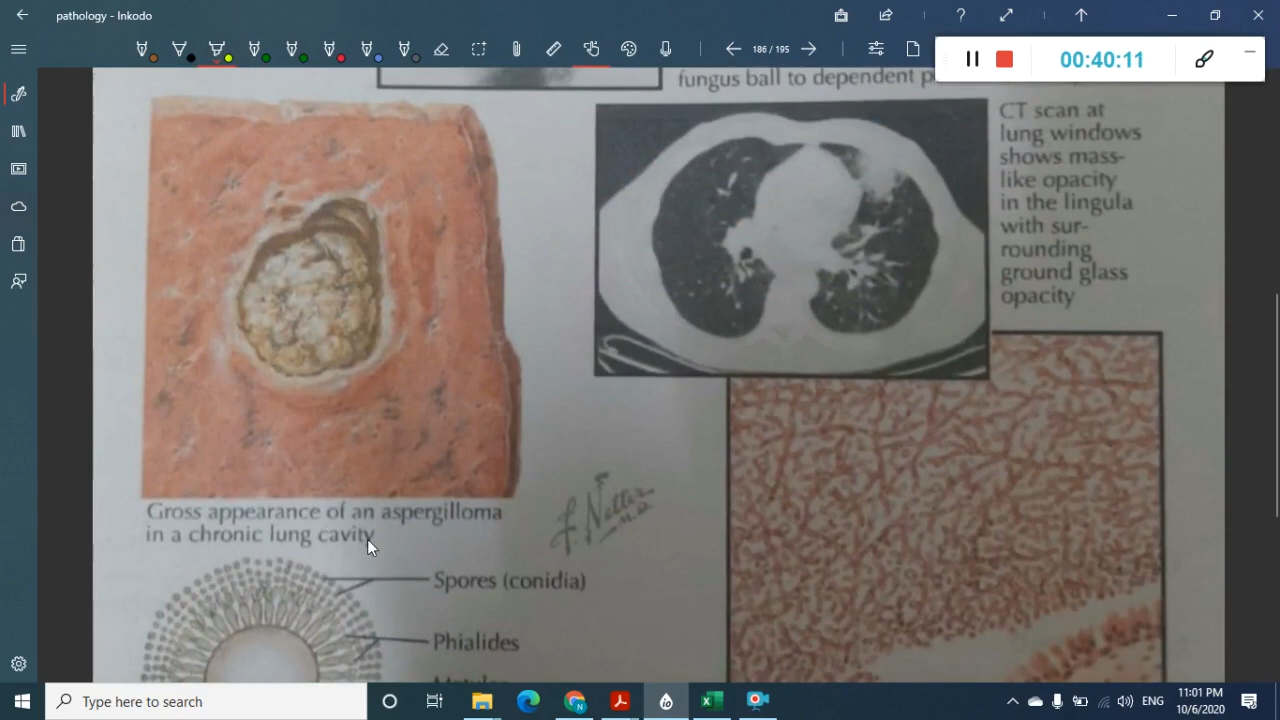 pathology - Inkodo
186 / 195
00:40:11
fungus ball to dependent
CT scan at
lung windows
shows mass-
like opacity
in the lingula
with sur-
rounding
ground glass
opacity
Gross appearance of an aspergilloma
in a chronic lung cavity
F. Netter
M.D.
Spores (conidia)
Phialides
Type here to search
ENG
11:01 PM
10/6/2020